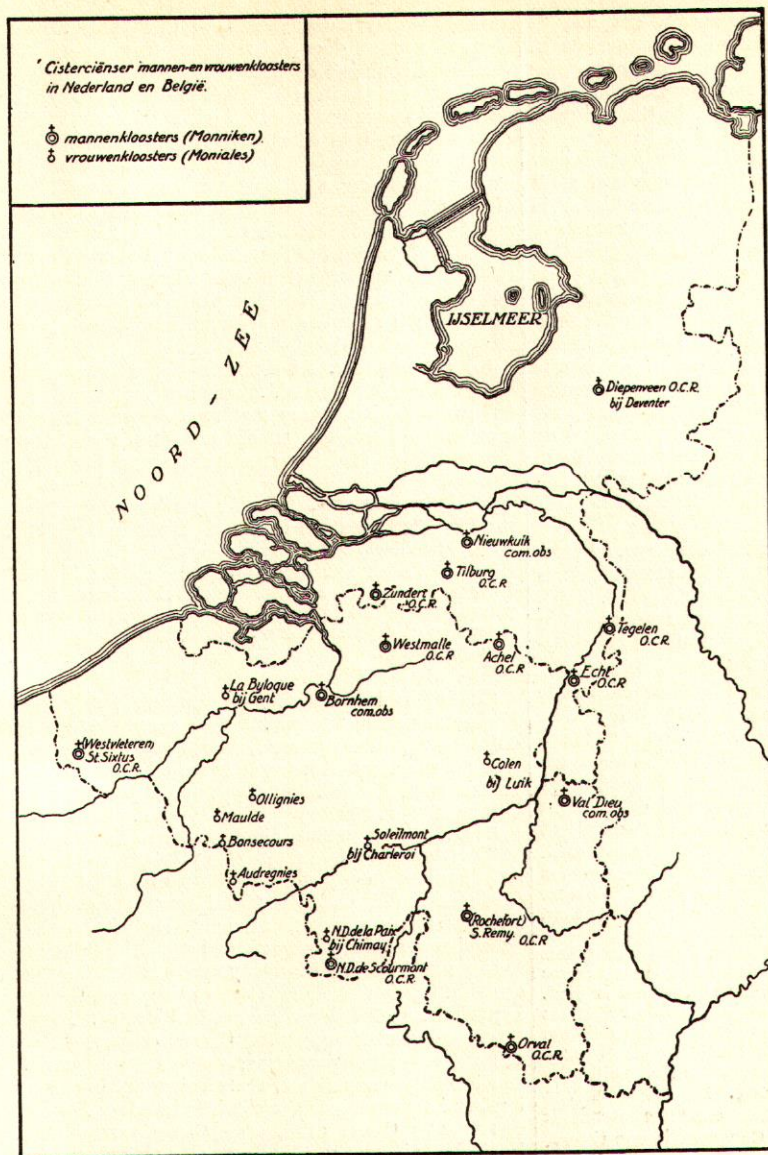 Cisterciënser mannen-en vrouwenkloosters
in Nederland en België.
mannenkloosters (Monniken).
vrouwenkloosters (Moniales)
NOORD-ZEE
IJSELMEER
Diepenveen O.C.R.
bij Deventer
Nieuwkuik
com.obs
Tilburg
O.C.R
Zundert
O.C.R.
Westmalle
O.C.R
Achel
O.C.R
Tegelen
O.C.R.
Echt
O.C.R
La Byloque
bij Gent
Bornhem
com.obs
(Westvleteren)
St.Sixtus
O.C.R.
Colen
bij Luik
Val Dieu
com.obs
Ollignies
Maulde
Bonsecours
Soleilmont
bij Charleroi
Audregnies
(Rochefort)
S.Remy.
O.C.R
N.D.de la Paix
bij Chimay
N.D.de Scourmont
O.C.R.
Orval
O.C.R.